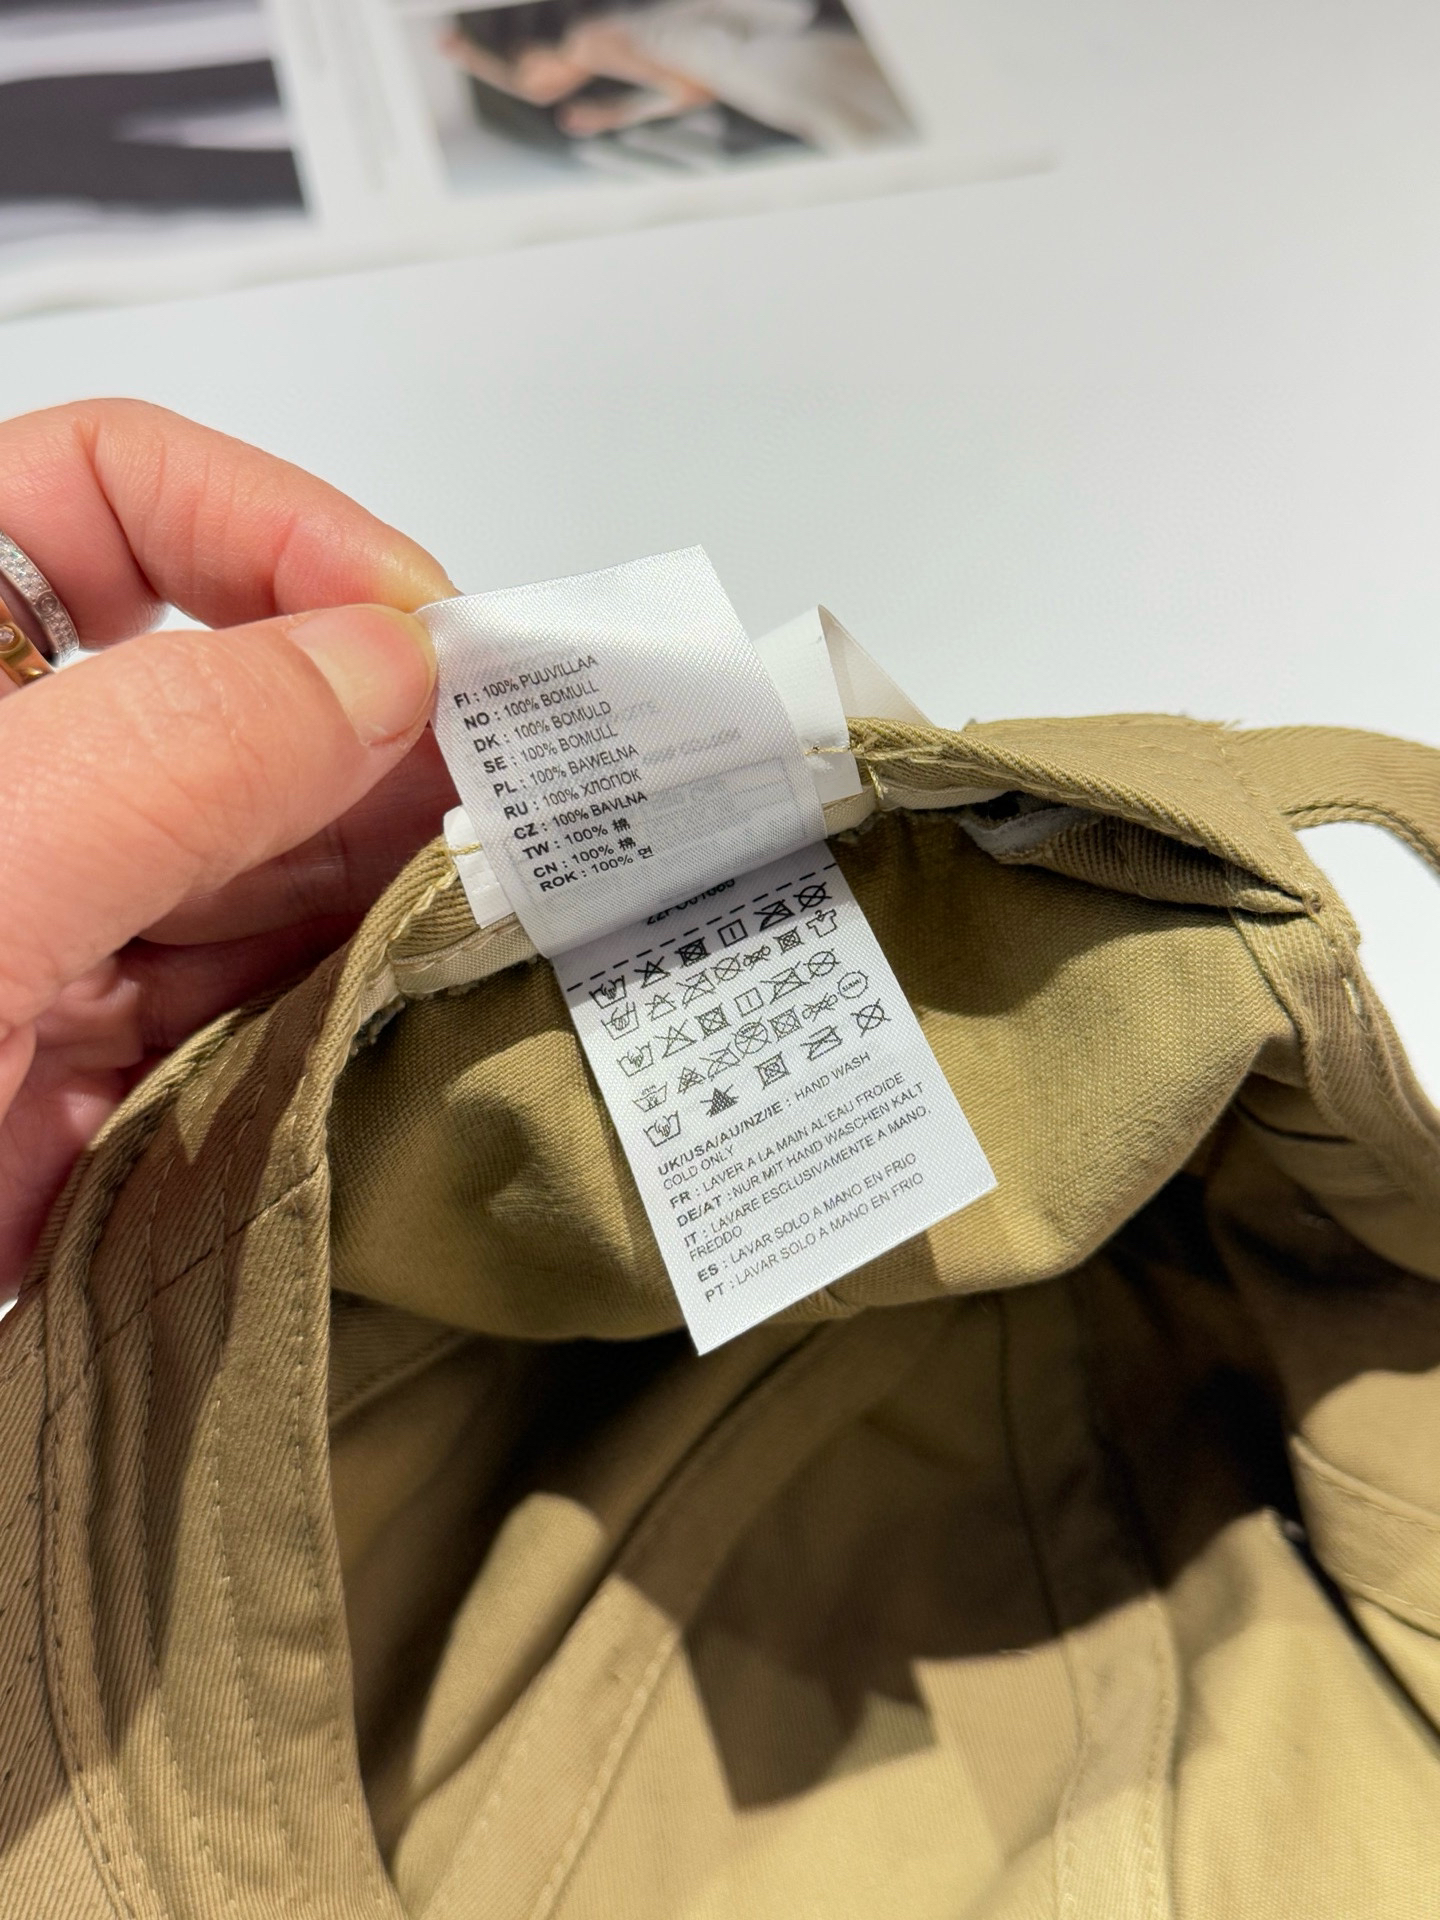 FI : 100% PUUVILLAA
NO : 100% BOMULL
DK : 100% BOMULD
SE : 100% BOMULL
PL : 100% BAWELNA
RU : 100% ХЛОПОК
CZ : 100% BAVLNA
TW : 100% 棉
CN : 100% 棉
ROK : 100% 면
UK/USA/AU/NZ/IE : HAND WASH
COLD ONLY
FR : LAVER A LA MAIN AL'EAU FROIDE
DE/AT :NUR MIT HAND WASCHEN KALT
IT : LAVARE ESCLUSIVAMENTE A MANO.
FREDDO
ES : LAVAR SOLO A MANO EN FRIO
PT : LAVAR SOLO A MANO EN FRIO